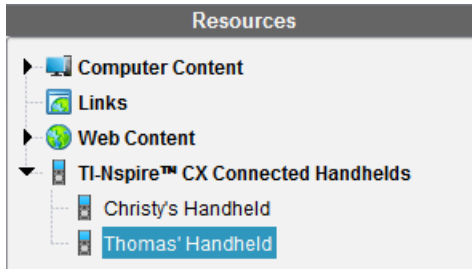 Resources
Computer Content
Links
Web Content
TI-Nspire™ CX Connected Handhelds
Christy's Handheld
Thomas' Handheld